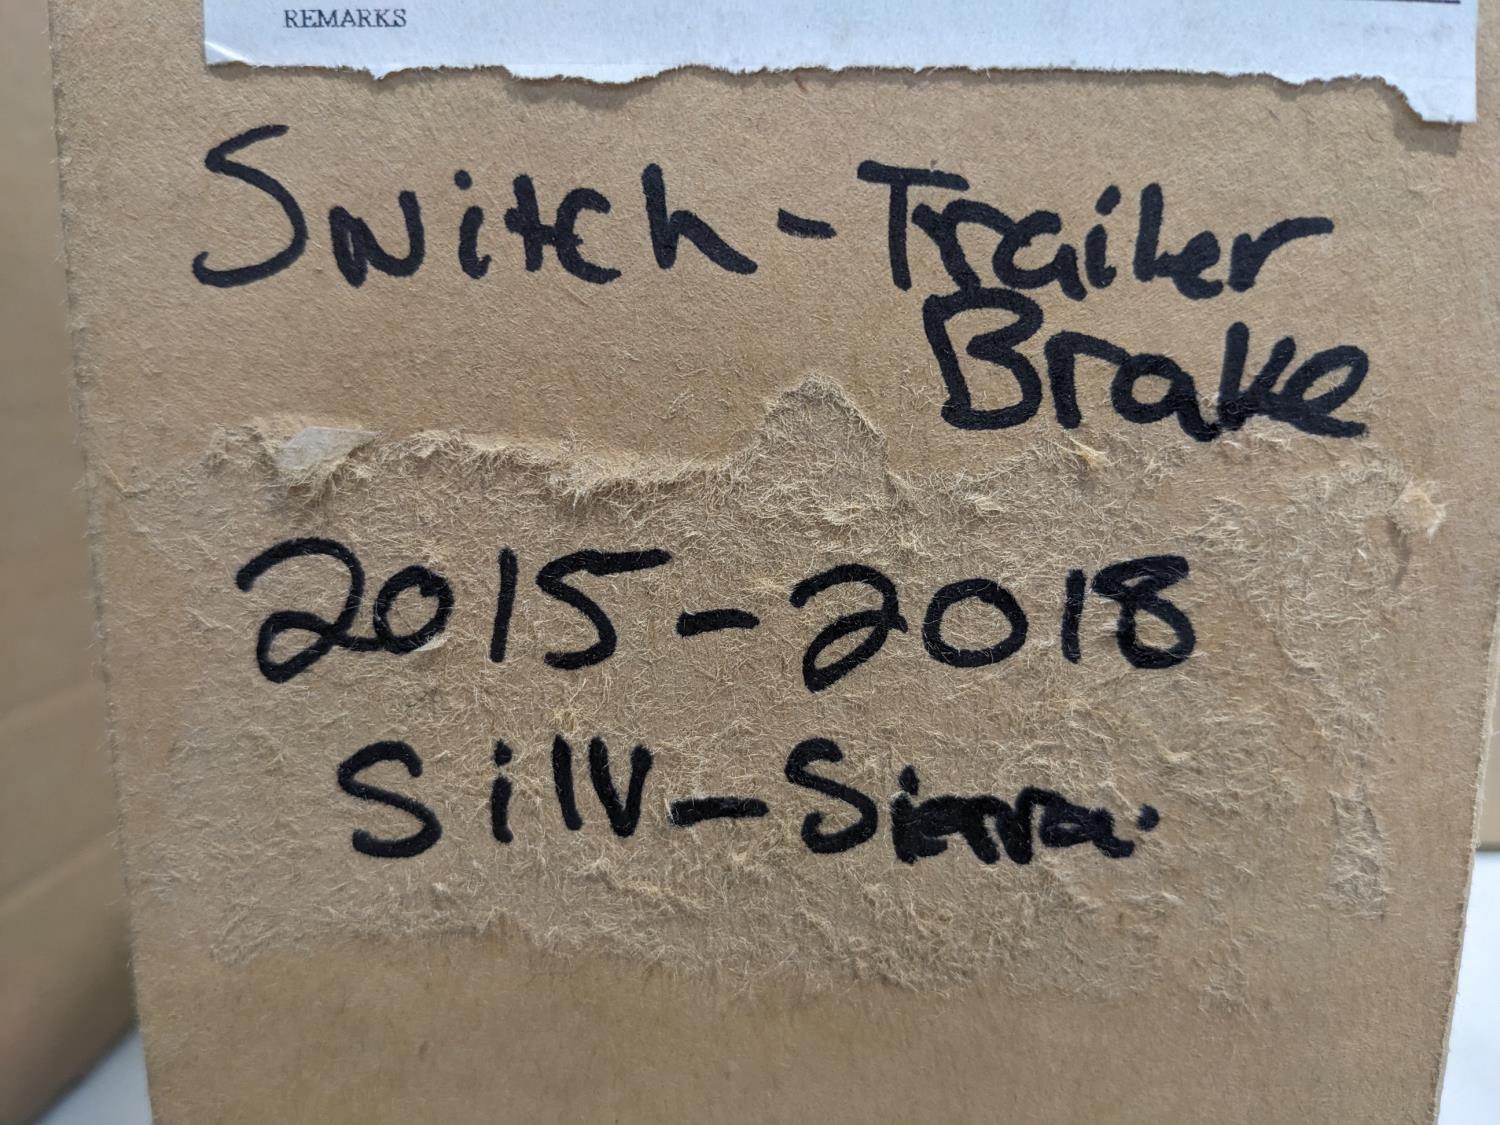 REMARKS
Switch-Trailer
Brake
2015-2018
Silv-Sierra